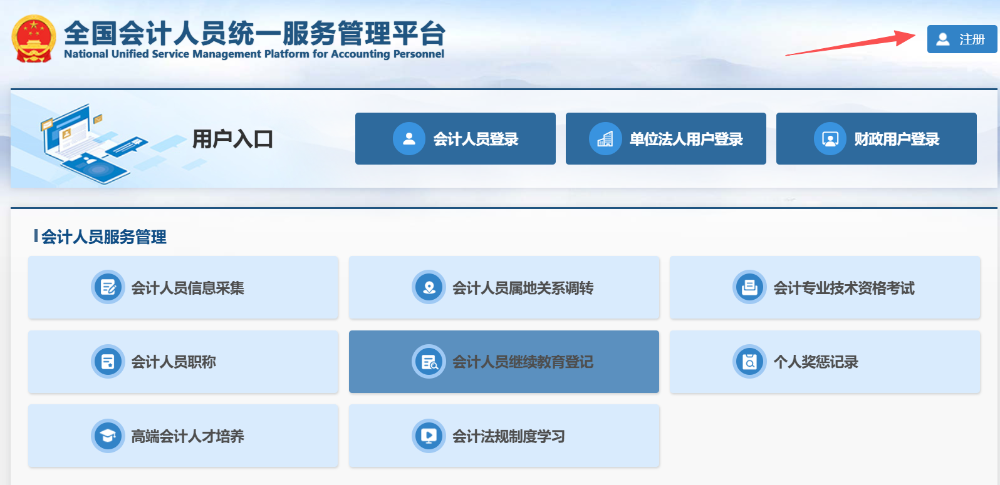 全国会计人员统一服务管理平台
National Unified Service Management Platform for Accounting Personnel
注册
用户入口
会计人员登录
单位法人用户登录
财政用户登录
会计人员服务管理
会计人员信息采集
会计人员属地关系调转
会计专业技术资格考试
会计人员职称
会计人员继续教育登记
个人奖惩记录
高端会计人才培养
会计法规制度学习